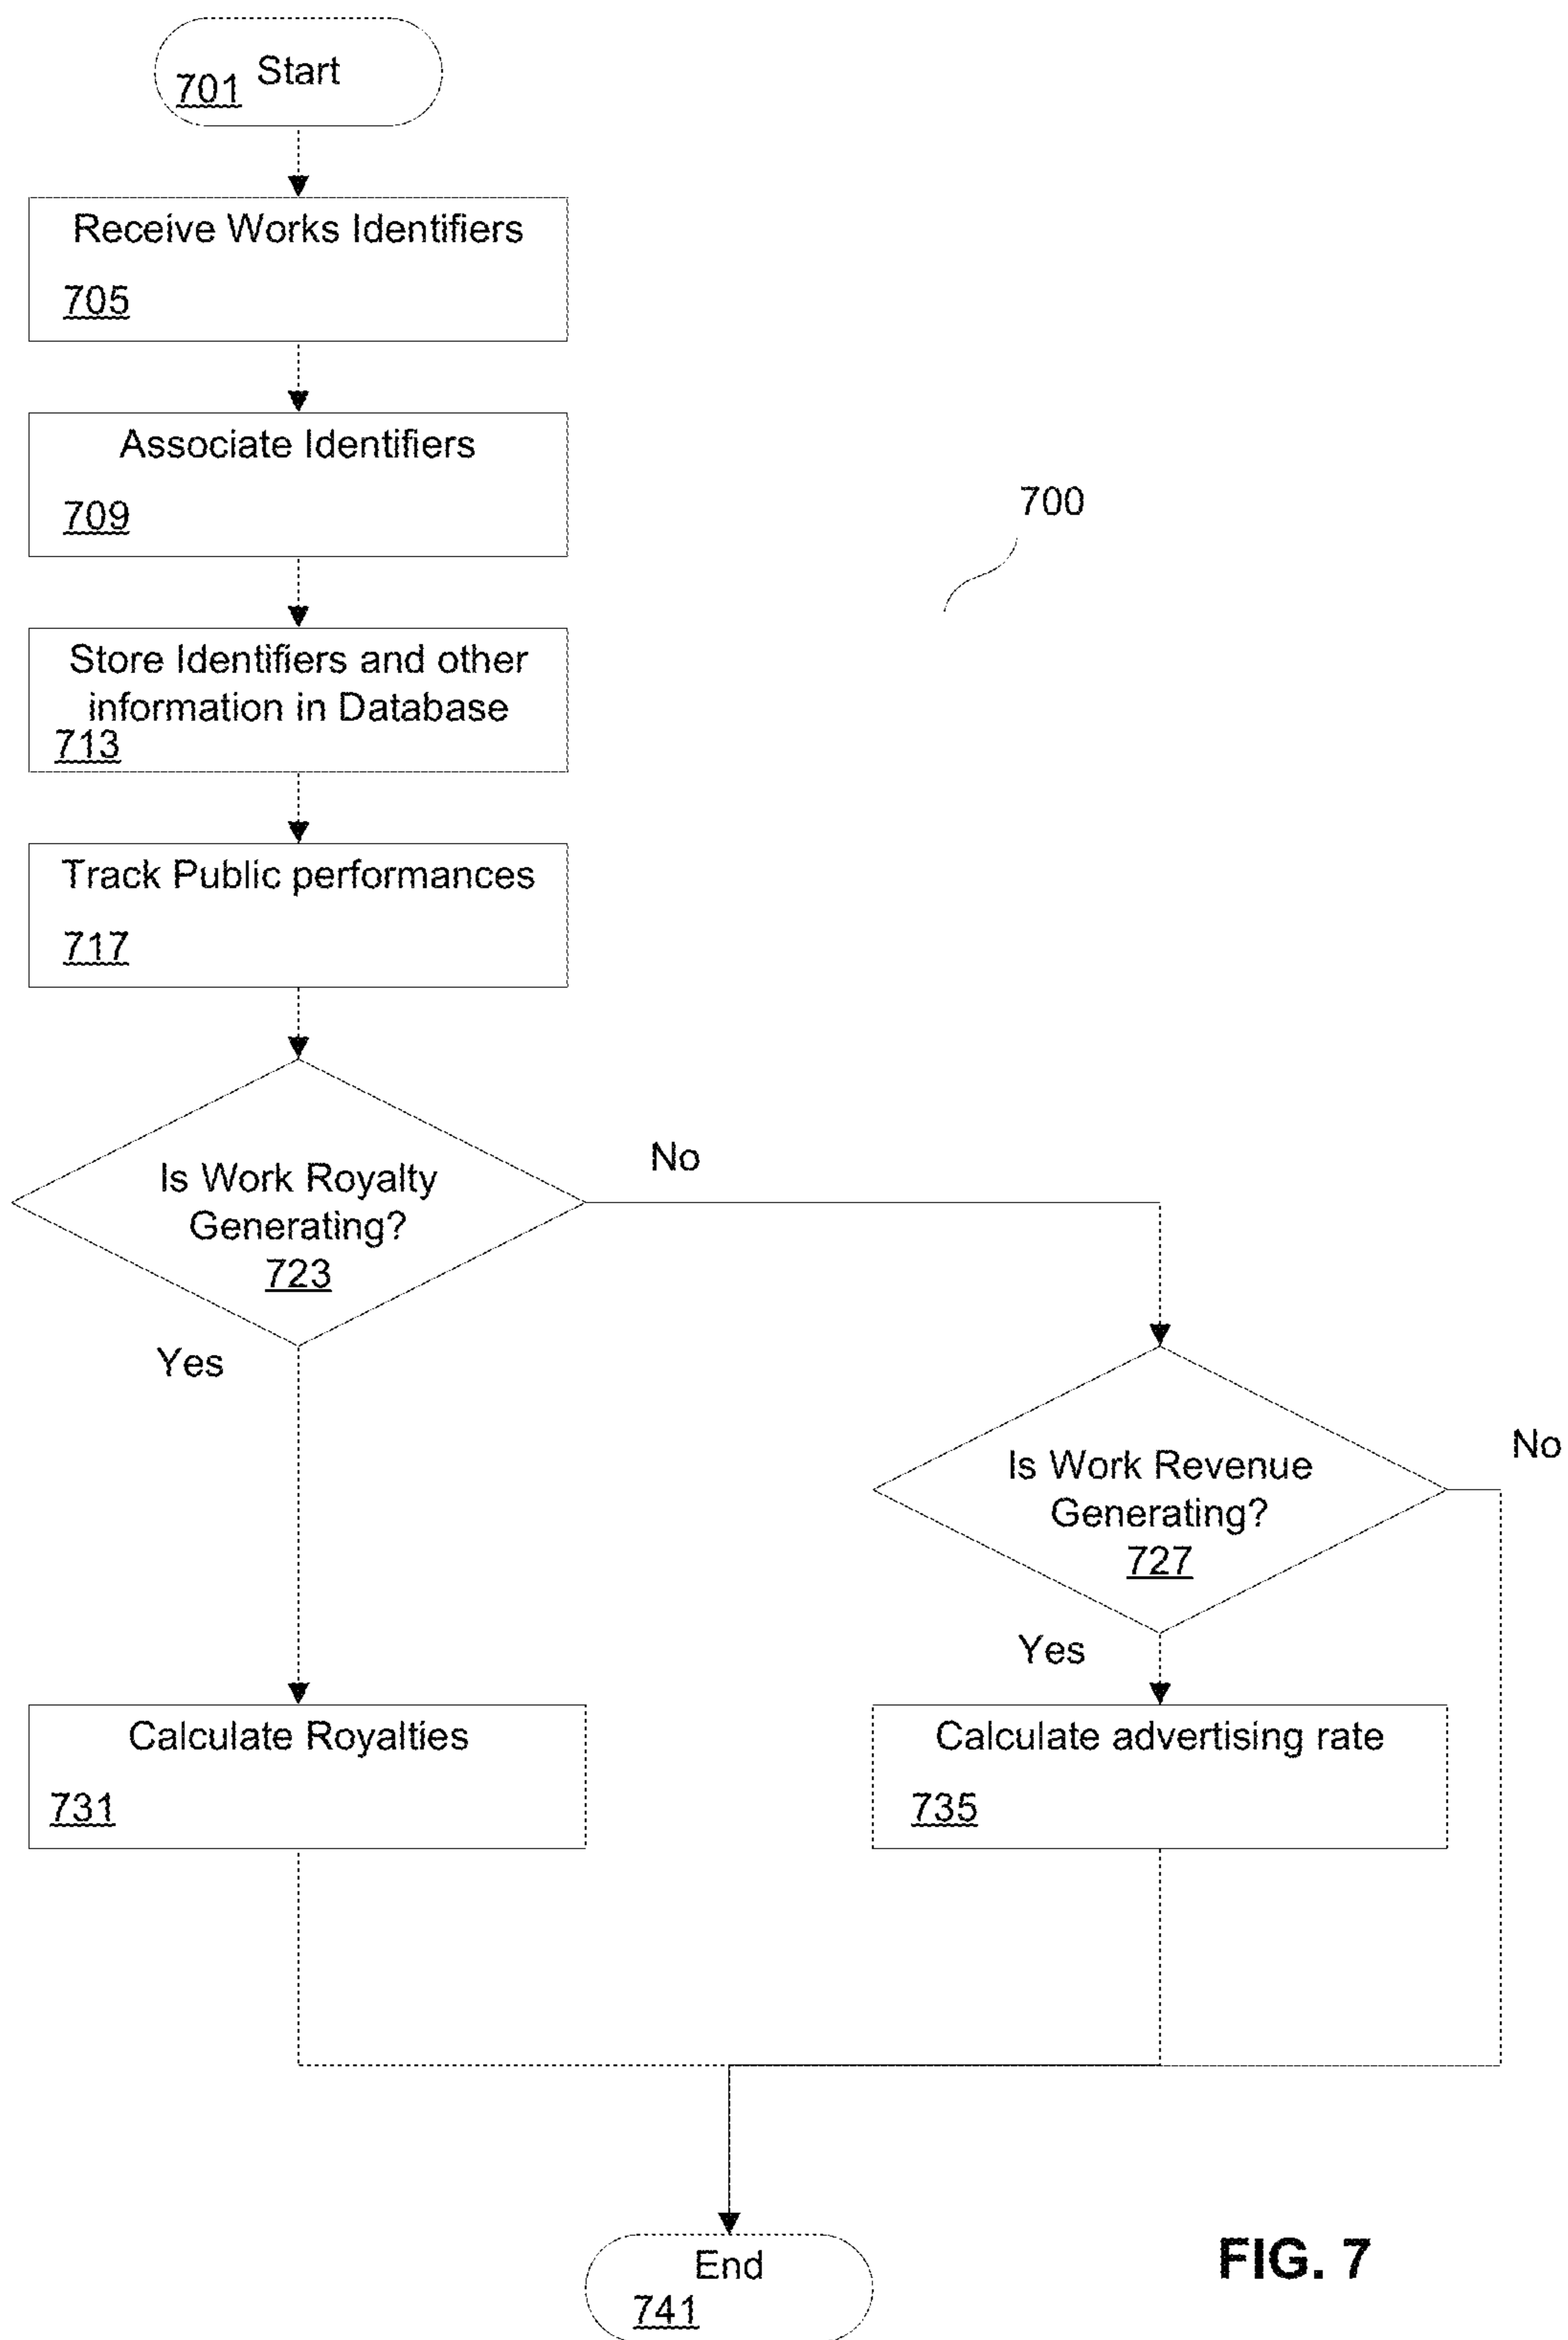 Start
701
Receive Works Identifiers
705
Associate Identifiers
709
700
Store Identifiers and other
information in Database
713
Track Public performances
717
Is Work Royalty
Generating?
723
No
Yes
Is Work Revenue
Generating?
727
No
Yes
Calculate Royalties
731
Calculate advertising rate
735
End
741
FIG. 7